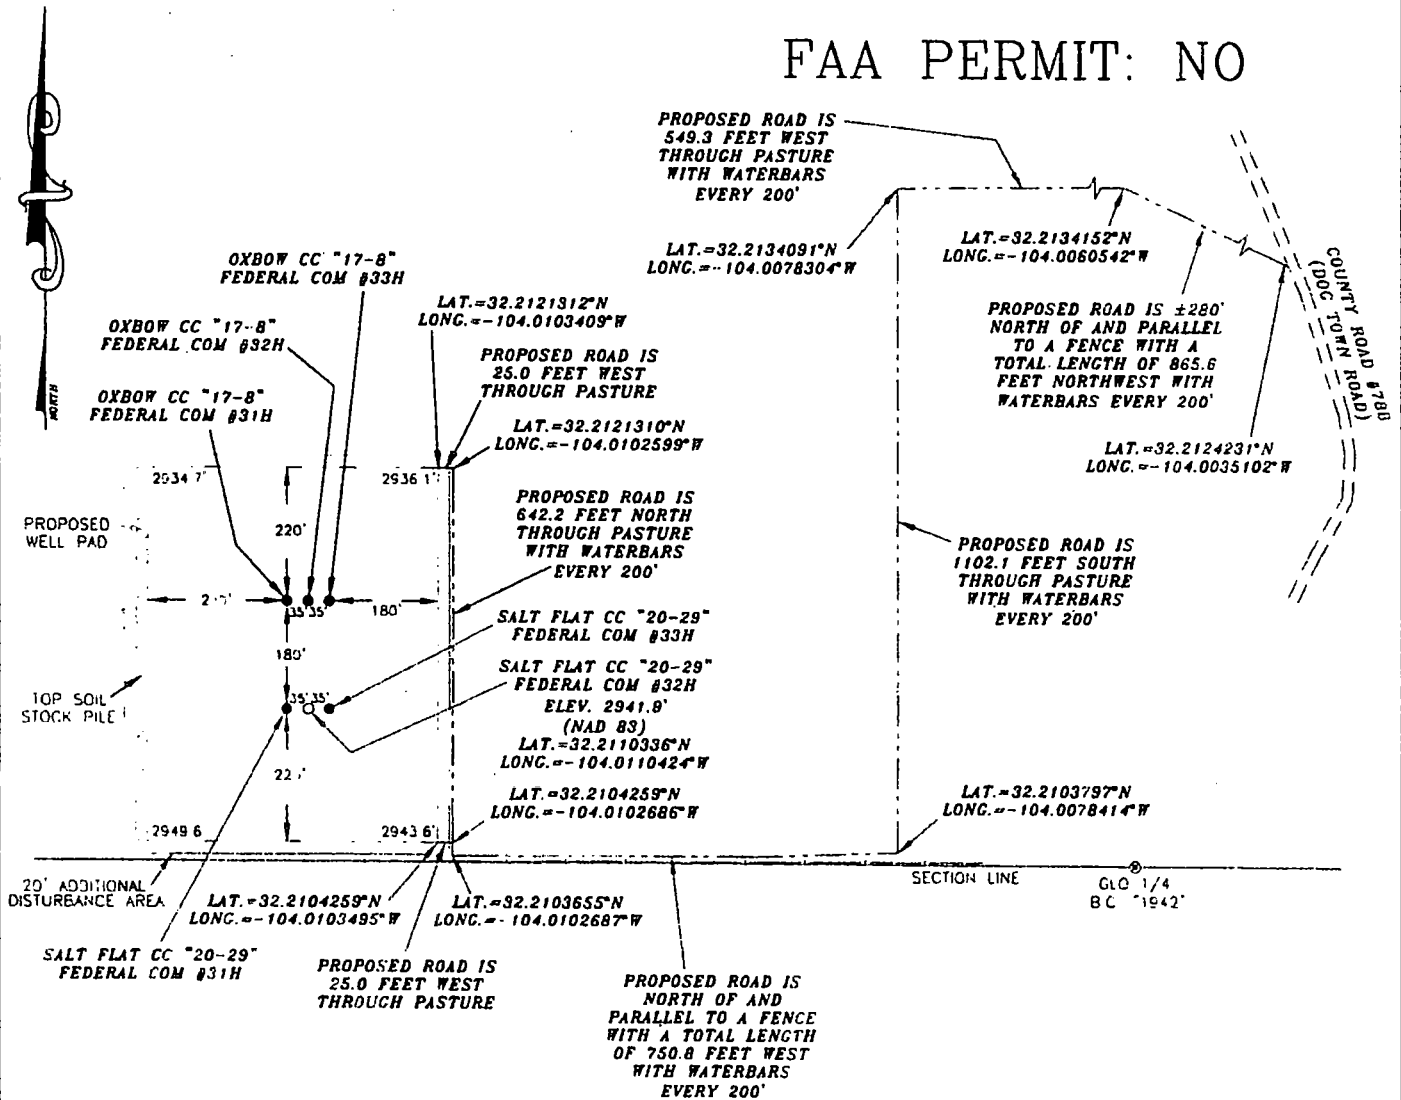 FAA PERMIT: NO
PROPOSED ROAD IS
549.3 FEET WEST
THROUGH PASTURE
WITH WATERBARS
EVERY 200'
LAT.=32.2134091°N
LONG.=-104.0078304°W
LAT.=32.2134152°N
LONG.=-104.0060542°W
COUNTY ROAD #788
(DOG TOWN ROAD)
PROPOSED ROAD IS ±280'
NORTH OF AND PARALLEL
TO A FENCE WITH A
TOTAL LENGTH OF 865.6
FEET NORTHWEST WITH
WATERBARS EVERY 200'
LAT.=32.2124231°N
LONG.=-104.0035102°W
NORTH
OXBOW CC "17-8"
FEDERAL COM #33H
OXBOW CC "17-8"
FEDERAL COM #32H
OXBOW CC "17-8"
FEDERAL COM #31H
LAT.=32.2121312°N
LONG.=-104.0103409°W
PROPOSED ROAD IS
25.0 FEET WEST
THROUGH PASTURE
LAT.=32.2121310°N
LONG.=-104.0102599°W
2934.7'
2936.1'
PROPOSED
WELL PAD
220'
PROPOSED ROAD IS
642.2 FEET NORTH
THROUGH PASTURE
WITH WATERBARS
EVERY 200'
PROPOSED ROAD IS
1102.1 FEET SOUTH
THROUGH PASTURE
WITH WATERBARS
EVERY 200'
35' 35'
180'
180'
SALT FLAT CC "20-29"
FEDERAL COM #33H
SALT FLAT CC "20-29"
FEDERAL COM #32H
ELEV. 2941.8'
(NAD 83)
LAT.=32.2110336°N
LONG.=-104.0110424°W
TOP SOIL
STOCK PILE
35' 35'
LAT.=32.2104259°N
LONG.=-104.0102686°W
LAT.=32.2103797°N
LONG.=-104.0078414°W
2949.6
2943.6'
SECTION LINE
GLO 1/4
BC "1942"
20' ADDITIONAL
DISTURBANCE AREA
LAT.=32.2104259°N
LONG.=-104.0103495°W
LAT.=32.2103655°N
LONG.=-104.0102687°W
SALT FLAT CC "20-29"
FEDERAL COM #31H
PROPOSED ROAD IS
25.0 FEET WEST
THROUGH PASTURE
PROPOSED ROAD IS
NORTH OF AND
PARALLEL TO A FENCE
WITH A TOTAL LENGTH
OF 750.8 FEET WEST
WITH WATERBARS
EVERY 200'